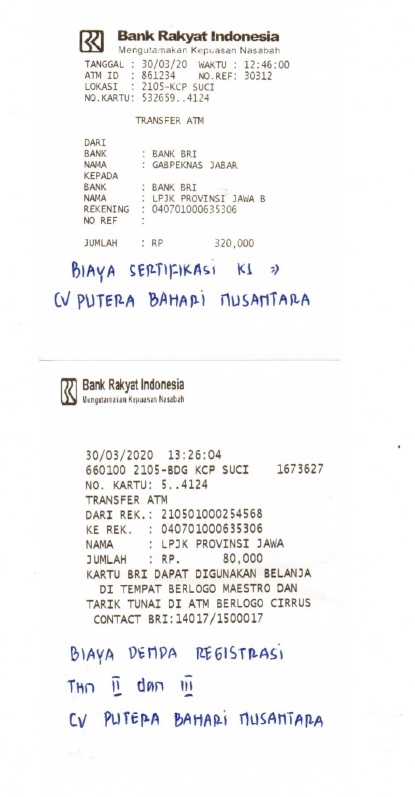 Bank Rakyat Indonesia
Mengutamakan Kepuasan Nasabah
TANGGAL : 30/03/20 WAKTU : 12:46:00
ATM ID : 861234 NO.REF: 30312
LOKASI : 2105-KCP SUCI
NO.KARTU: 532659..4124
TRANSFER ATM
DARI
BANK : BANK BRI
NAMA : GABPEKNAS JABAR
KEPADA
BANK : BANK BRI
NAMA : LPJK PROVINSI JAWA B
REKENING : 040701000635306
NO REF :
JUMLAH : RP 320,000
BIAYA SERTIFIKASI K1 =>
CV PUTERA BAHARI NUSANTARA
Bank Rakyat Indonesia
Mengutamakan Kepuasan Nasabah
30/03/2020 13:26:04
660100 2105-BDG KCP SUCI 1673627
NO. KARTU: 5..4124
TRANSFER ATM
DARI REK.: 210501000254568
KE REK. : 040701000635306
NAMA : LPJK PROVINSI JAWA
JUMLAH : RP. 80,000
KARTU BRI DAPAT DIGUNAKAN BELANJA
DI TEMPAT BERLOGO MAESTRO DAN
TARIK TUNAI DI ATM BERLOGO CIRRUS
CONTACT BRI:14017/1500017
BIAYA DENDA REGISTRASI
THN II dan III
CV PUTERA BAHARI NUSANTARA